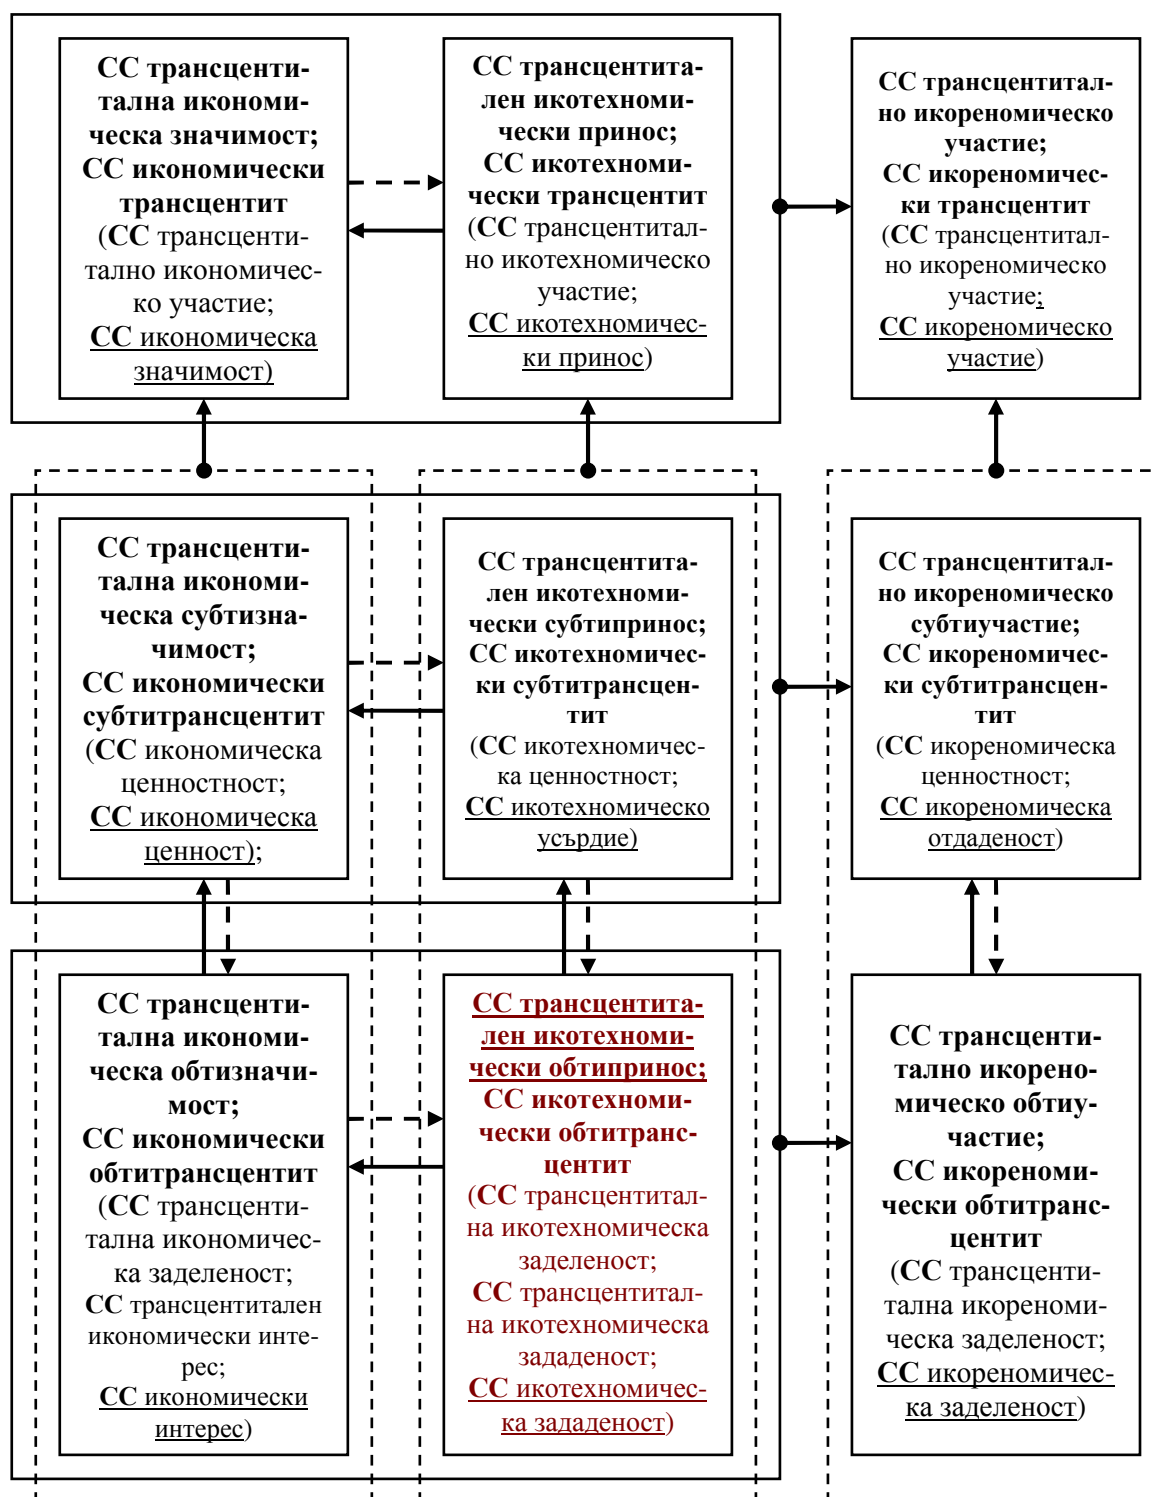 СС трансценти-
тална икономи-
ческа значимост;
СС икономически
трансцентит
(СС трансценти-
тално икономичес-
ко участие;
СС икономическа
значимост)
СС трансцентита-
лен икотехноми-
чески принос;
СС икотехноми-
чески трансцентит
(СС трансцентитал-
но икотехномическо
участие;
СС икотехномичес-
ки принос)
СС трансцентитал-
но икореномическо
участие;
СС икореномичес-
ки трансцентит
(СС трансцентитал-
но икореномическо
участие;
СС икореномическо
участие)
СС трансценти-
тална икономи-
ческа субтизна-
чимост;
СС икономически
субтитрансцентит
(СС икономическа
ценностност;
СС икономическа
ценност);
СС трансцентита-
лен икотехноми-
чески субтипринос;
СС икотехномичес-
ки субтитрансцен-
тит
(СС икотехномичес-
ка ценностност;
СС икотехномическо
усърдие)
СС трансцентитал-
но икореномическо
субтиучастие;
СС икореномичес-
ки субтитрансцен-
тит
(СС икореномическа
ценностност;
СС икореномическа
отдаденост)
СС трансценти-
тална икономи-
ческа обтизначи-
мост;
СС икономически
обтитрансцентит
(СС трансценти-
тална икономичес-
ка заделеност;
СС трансцентитален
икономически инте-
рес;
СС икономически
интерес)
СС трансцентита-
лен икотехноми-
чески обтипринос;
СС икотехноми-
чески обтитранс-
центит
(СС трансцентитал-
на икотехномическа
заделеност;
СС трансцентитал-
на икотехномическа
зададеност;
СС икотехномичес-
ка зададеност)
СС трансценти-
тално икорено-
мическо обтиу-
частие;
СС икореноми-
чески обтитранс-
центит
(СС трансценти-
тална икореноми-
ческа заделеност;
СС икореномичес-
ка заделеност)